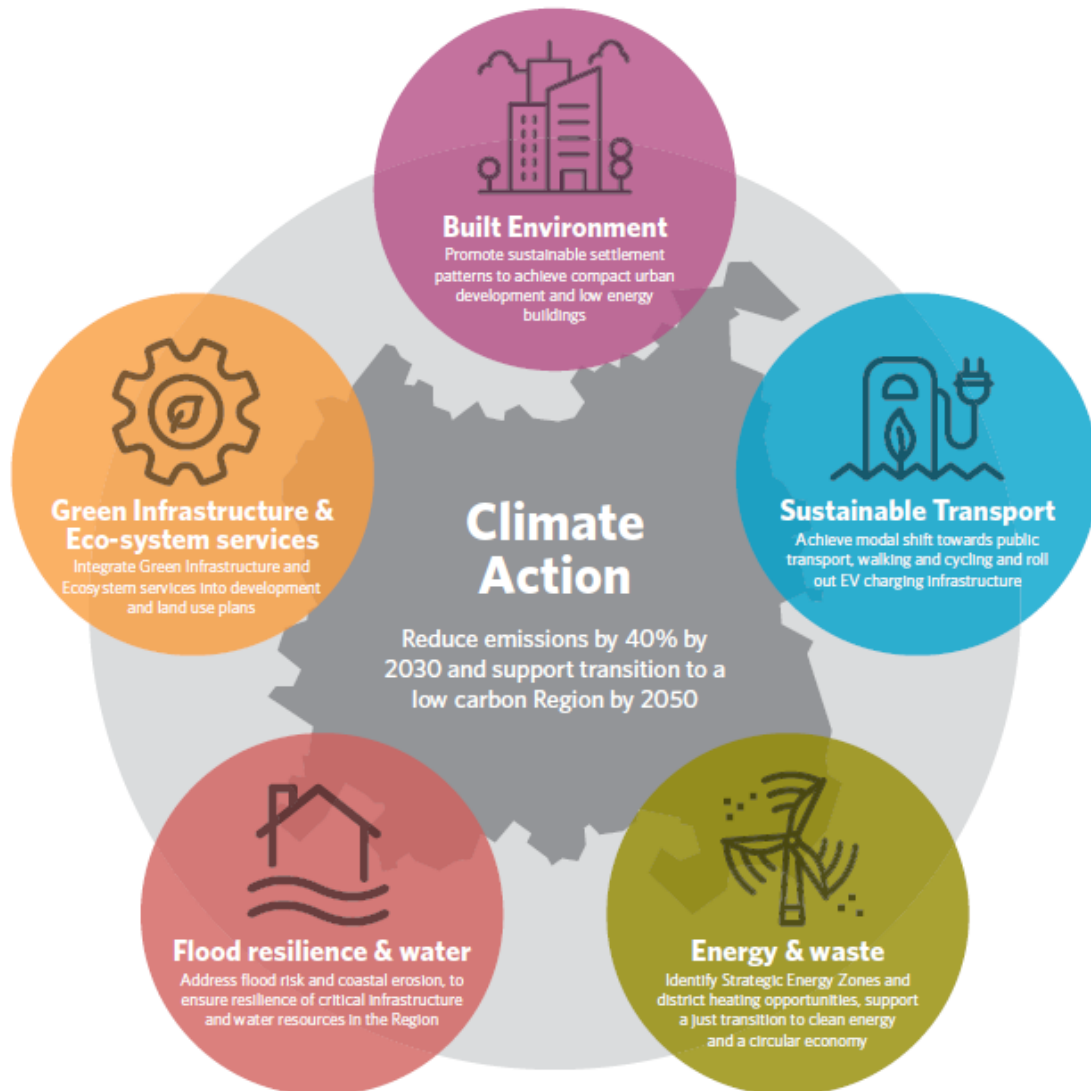 Built Environment
Promote sustainable settlement
patterns to achieve compact urban
development and low energy
buildings
Green Infrastructure &
Eco-system services
Integrate Green Infrastructure and
Ecosystem services into development
and land use plans
Climate
Action
Reduce emissions by 40% by
2030 and support transition to a
low carbon Region by 2050
Sustainable Transport
Achieve modal shift towards public
transport, walking and cycling and roll
out EV charging infrastructure
Flood resilience & water
Address flood risk and coastal erosion, to
ensure resilience of critical infrastructure
and water resources in the Region
Energy & waste
Identify Strategic Energy Zones and
district heating opportunities, support
a just transition to clean energy
and a circular economy